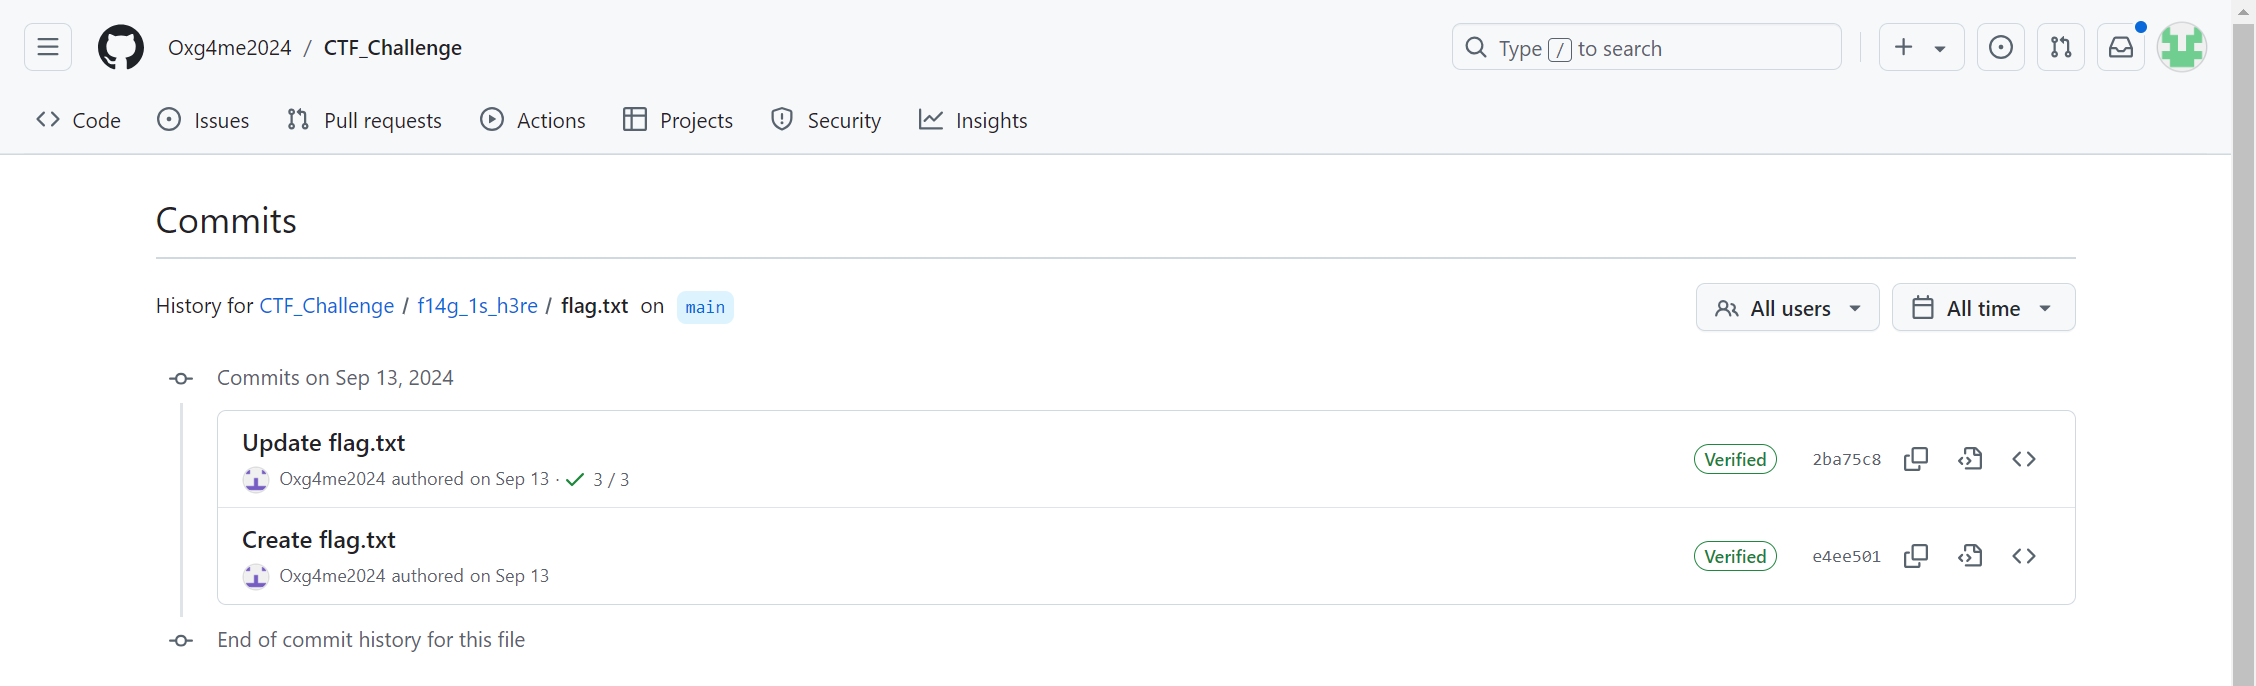 Oxg4me2024 / CTF_Challenge
Type / to search
Code Issues Pull requests Actions Projects Security Insights
Commits
History for CTF_Challenge / f14g_1s_h3re / flag.txt on main
All users All time
Commits on Sep 13, 2024
Update flag.txt
Oxg4me2024 authored on Sep 13 · 3 / 3
Verified 2ba75c8
Create flag.txt
Oxg4me2024 authored on Sep 13
Verified e4ee501
End of commit history for this file